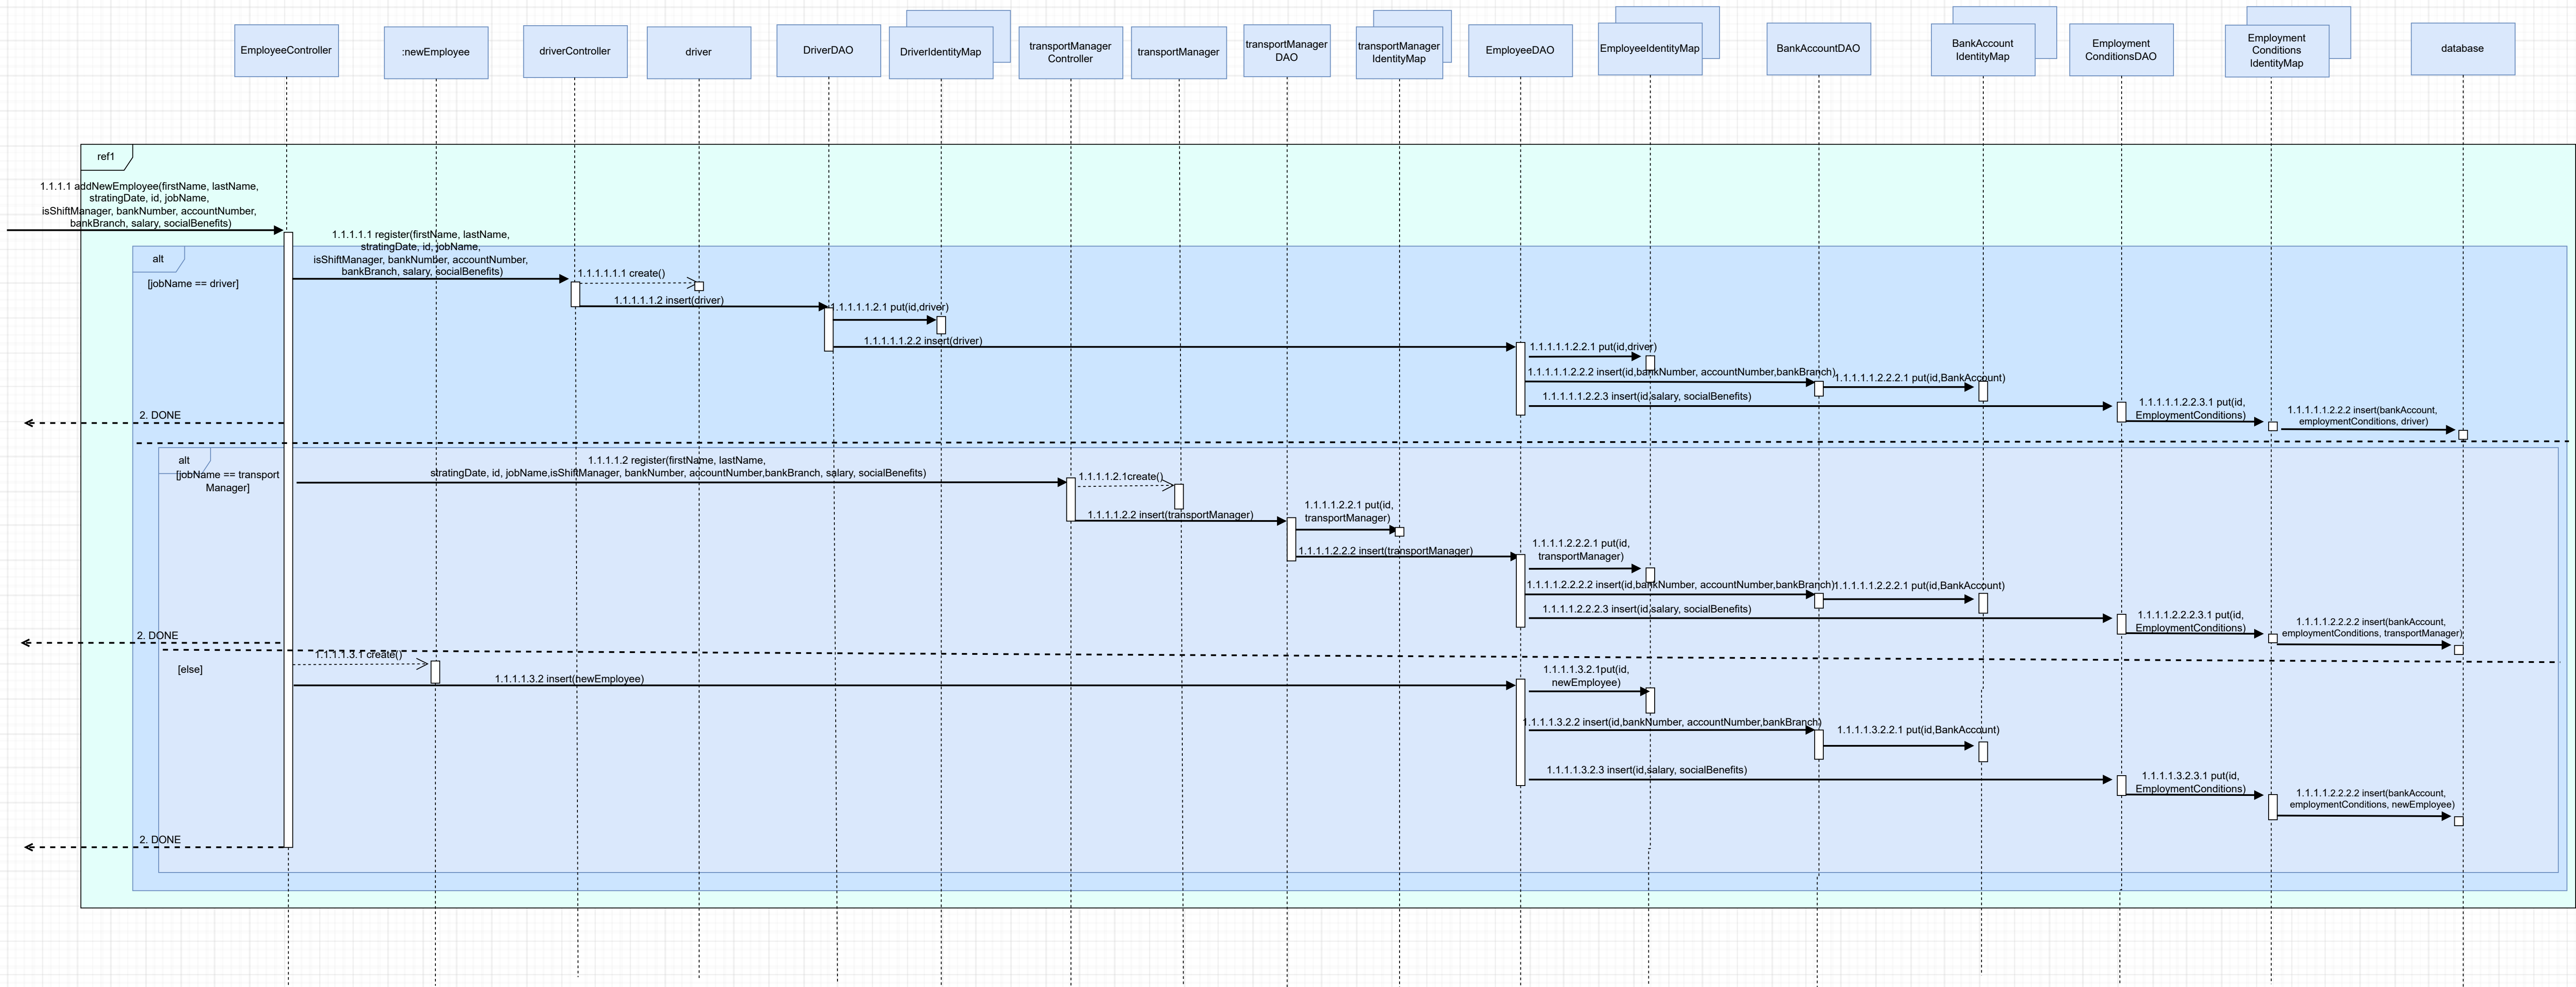 EmployeeController
:newEmployee
driverController
driver
DriverDAO
DriverIdentityMap
transportManager
Controller
transportManager
transportManager
DAO
transportManager
IdentityMap
EmployeeDAO
EmployeeIdentityMap
BankAccountDAO
BankAccount
IdentityMap
Employment
ConditionsDAO
Employment
Conditions
IdentityMap
database
ref1
1.1.1.1 addNewEmployee(firstName, lastName,
stratingDate, id, jobName,
isShiftManager, bankNumber, accountNumber,
bankBranch, salary, socialBenefits)
1.1.1.1.1 register(firstName, lastName,
stratingDate, id, jobName,
isShiftManager, bankNumber, accountNumber,
bankBranch, salary, socialBenefits)
alt
[jobName == driver]
1.1.1.1.1.1 create()
1.1.1.1.1.2 insert(driver)
1.1.1.1.1.2.1 put(id,driver)
1.1.1.1.1.2.2 insert(driver)
1.1.1.1.1.2.2.1 put(id,driver)
1.1.1.1.1.2.2.2 insert(id,bankNumber, accountNumber,bankBranch)
1.1.1.1.1.2.2.2.1 put(id,BankAccount)
1.1.1.1.1.2.2.3 insert(id,salary, socialBenefits)
1.1.1.1.1.2.2.3.1 put(id,
EmploymentConditions)
1.1.1.1.1.2.2.2 insert(bankAccount,
employmentConditions, driver)
2. DONE
alt
[jobName == transport
Manager]
1.1.1.1.2 register(firstName, lastName,
stratingDate, id, jobName,isShiftManager, bankNumber, accountNumber,bankBranch, salary, socialBenefits)
1.1.1.1.2.1create()
1.1.1.1.2.2 insert(transportManager)
1.1.1.1.2.2.1 put(id,
transportManager)
1.1.1.1.2.2.2 insert(transportManager)
1.1.1.1.2.2.2.1 put(id,
transportManager)
1.1.1.1.2.2.2.2 insert(id,bankNumber, accountNumber,bankBranch)
1.1.1.1.1.2.2.2.1 put(id,BankAccount)
1.1.1.1.2.2.2.3 insert(id,salary, socialBenefits)
1.1.1.1.2.2.2.3.1 put(id,
EmploymentConditions)
1.1.1.1.2.2.2.2 insert(bankAccount,
employmentConditions, transportManager)
2. DONE
[else]
1.1.1.1.3.1 create()
1.1.1.1.3.2 insert(newEmployee)
1.1.1.1.3.2.1put(id,
newEmployee)
1.1.1.1.3.2.2 insert(id,bankNumber, accountNumber,bankBranch)
1.1.1.1.3.2.2.1 put(id,BankAccount)
1.1.1.1.3.2.3 insert(id,salary, socialBenefits)
1.1.1.1.3.2.3.1 put(id,
EmploymentConditions)
1.1.1.1.2.2.2.2 insert(bankAccount,
employmentConditions, newEmployee)
2. DONE